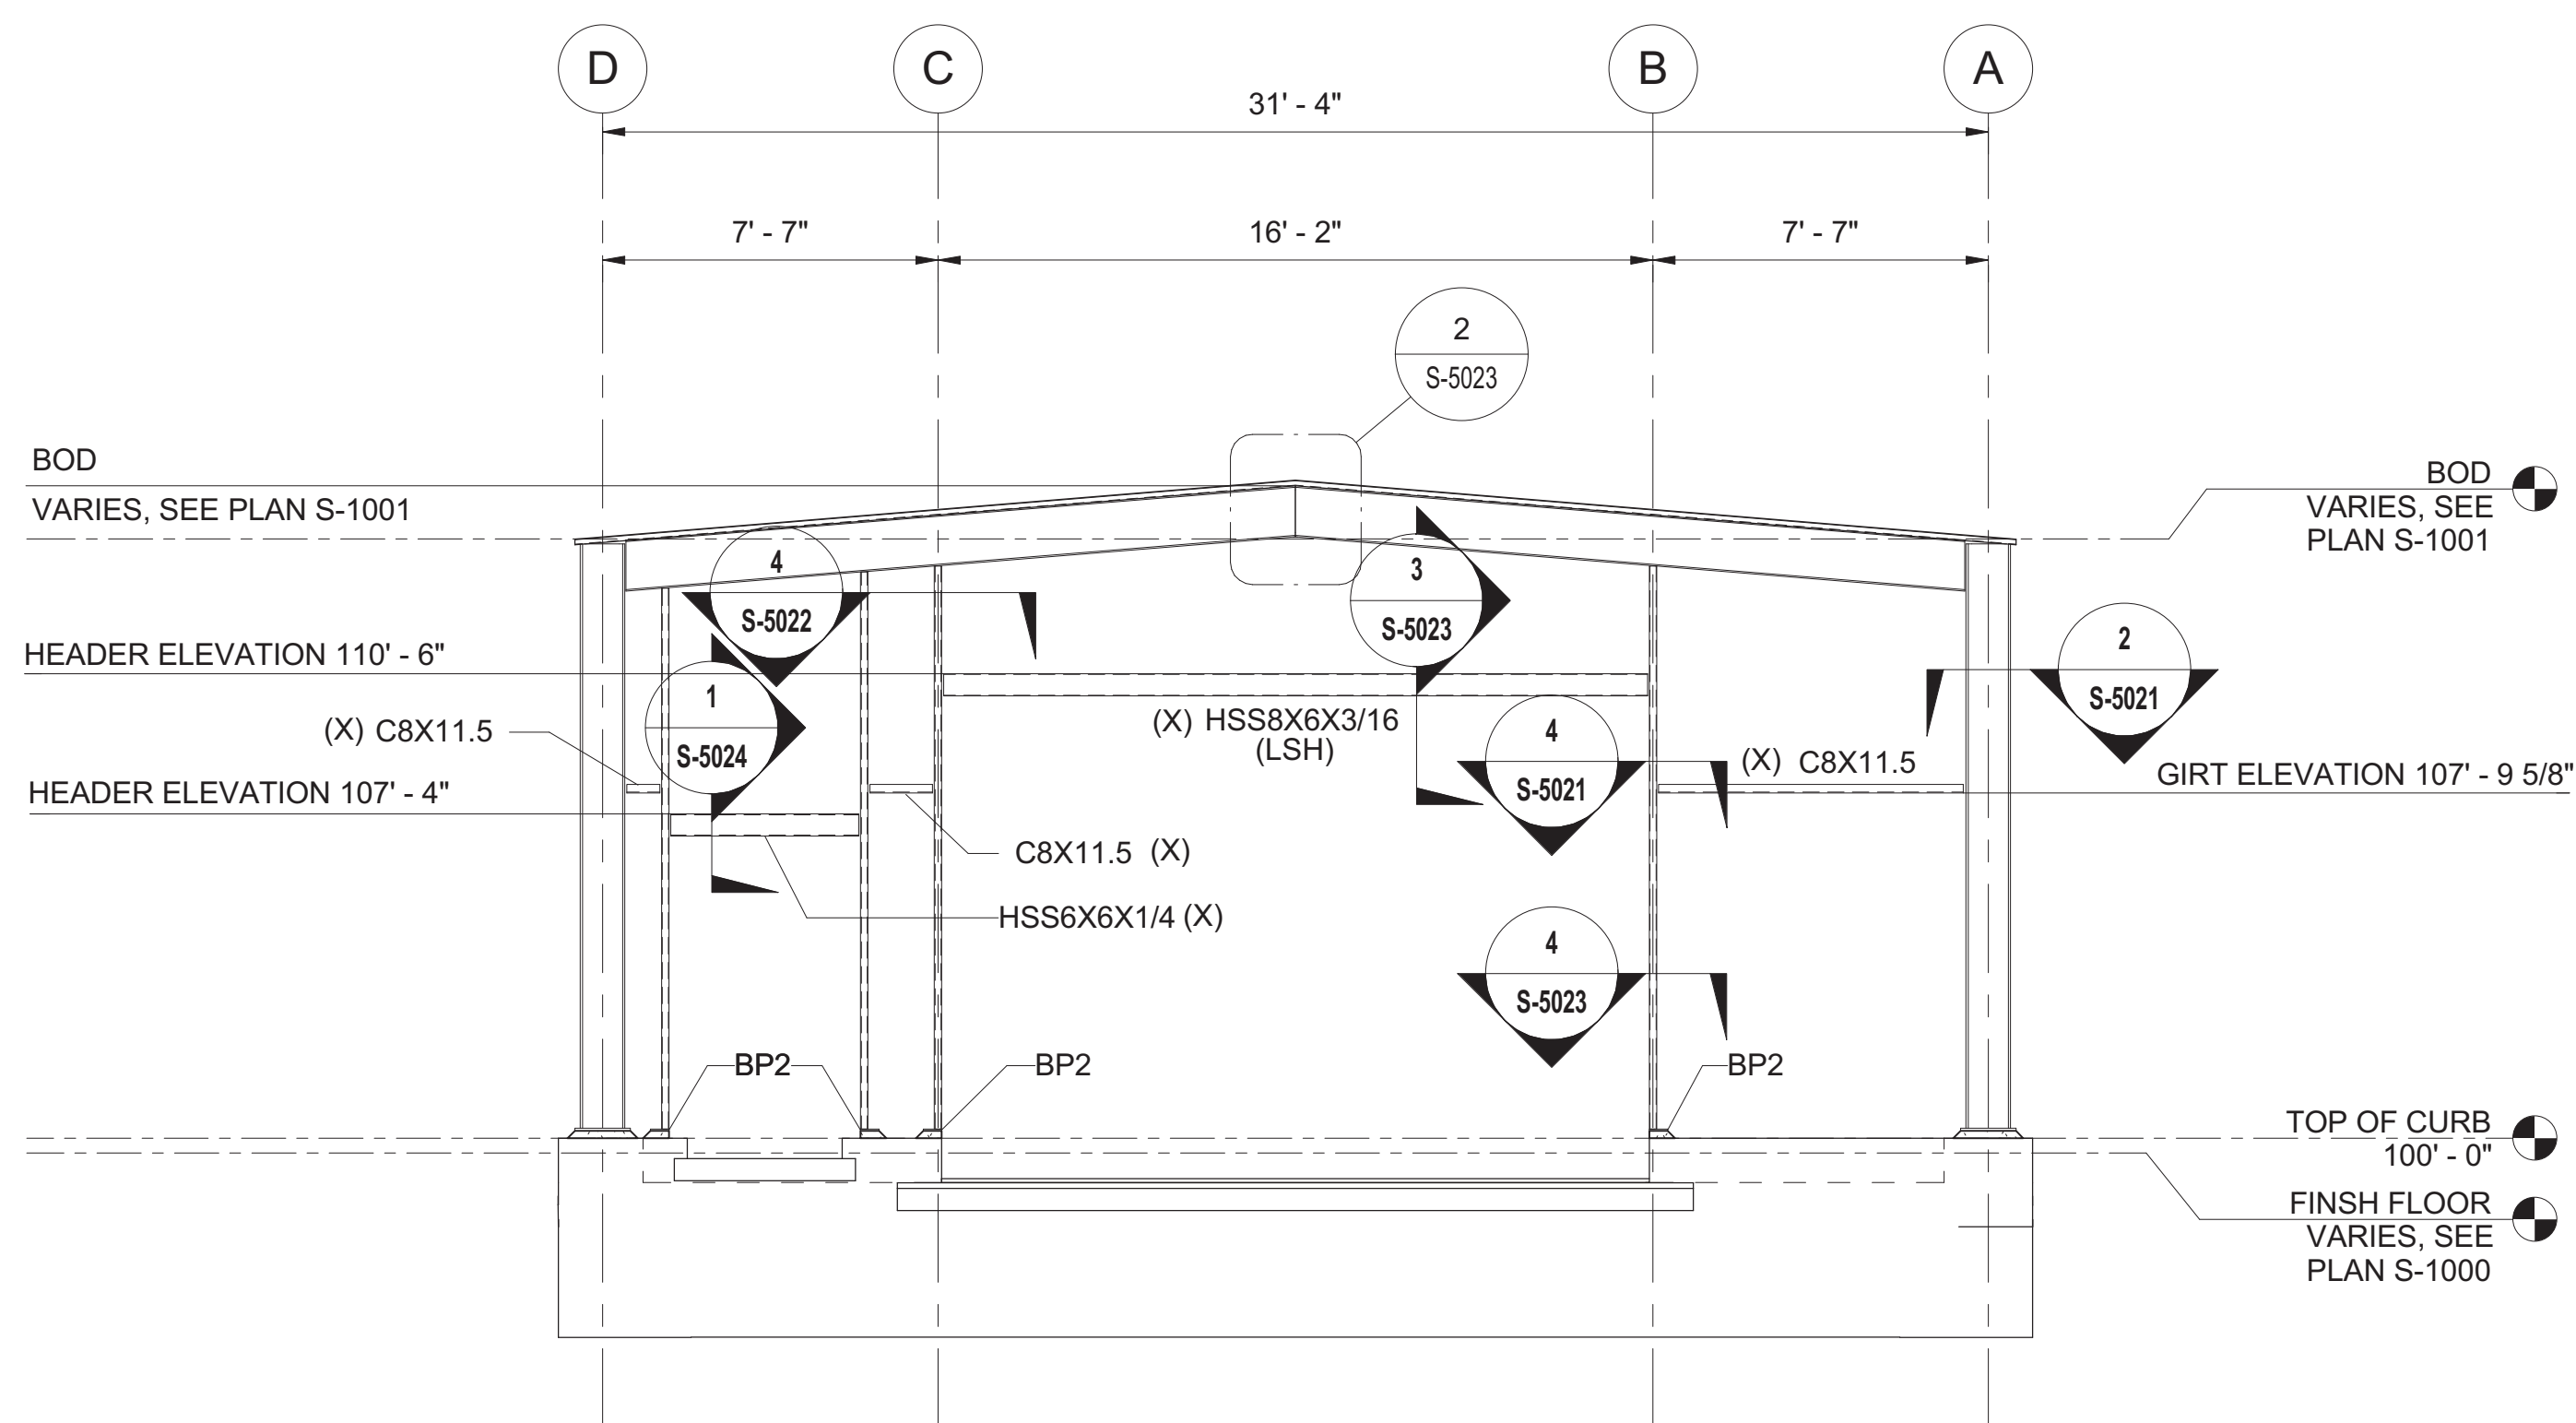 D
C
B
A
31' - 4"
7' - 7"
16' - 2"
7' - 7"
2
S-5023
BOD
VARIES, SEE PLAN S-1001
BOD
VARIES, SEE
PLAN S-1001
4
S-5022
3
S-5023
2
S-5021
HEADER ELEVATION 110' - 6"
1
S-5024
(X) C8X11.5
(X) HSS8X6X3/16
(LSH)
4
S-5021
(X) C8X11.5
GIRT ELEVATION 107' - 9 5/8"
HEADER ELEVATION 107' - 4"
C8X11.5 (X)
HSS6X6X1/4 (X)
4
S-5023
BP2
BP2
BP2
TOP OF CURB
100' - 0"
FINSH FLOOR
VARIES, SEE
PLAN S-1000